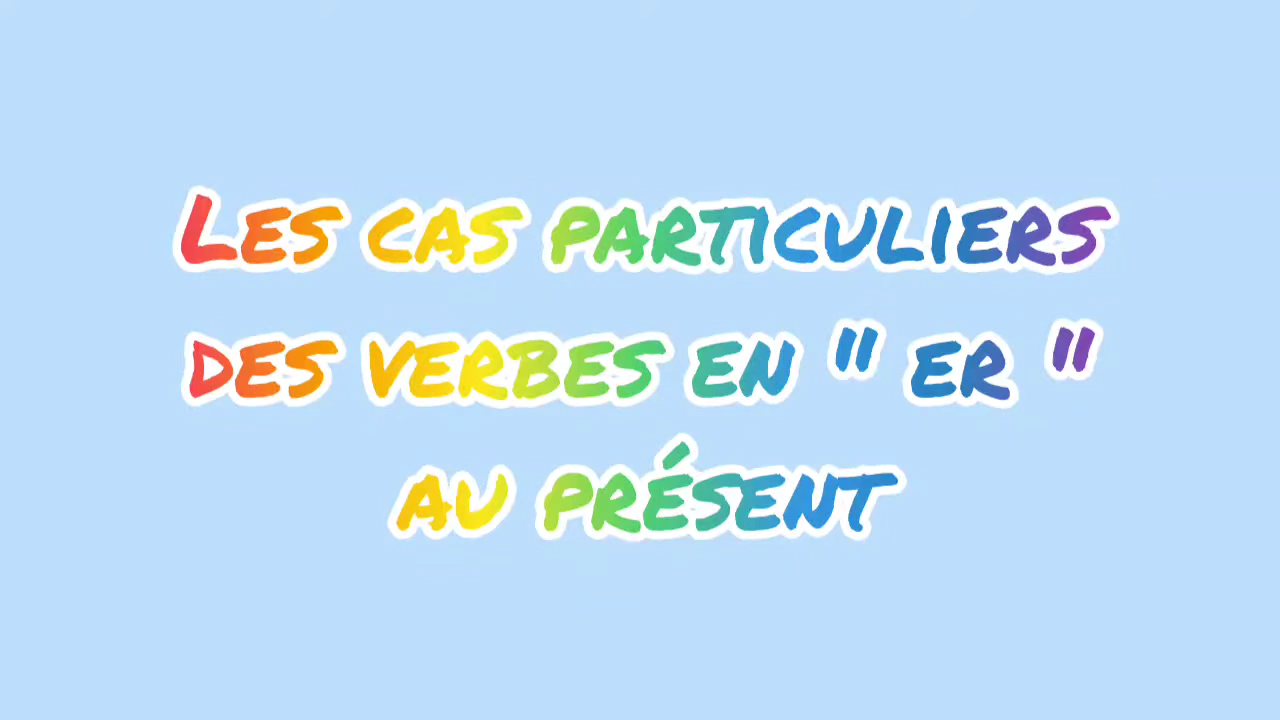 Les cas particuliers
des verbes en " er "
au présent